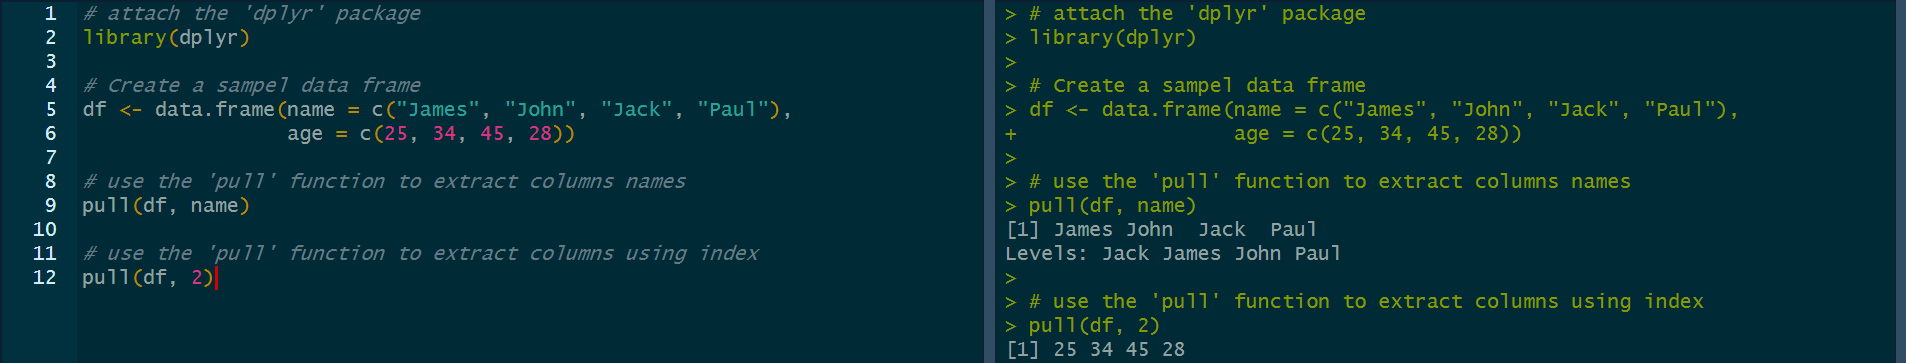 1 # attach the 'dplyr' package
2 library(dplyr)
3
4 # Create a sampel data frame
5 df <- data.frame(name = c("James", "John", "Jack", "Paul"),
6                  age = c(25, 34, 45, 28))
7
8 # use the 'pull' function to extract columns names
9 pull(df, name)
10
11 # use the 'pull' function to extract columns using index
12 pull(df, 2)
> # attach the 'dplyr' package
> library(dplyr)
>
> # Create a sampel data frame
> df <- data.frame(name = c("James", "John", "Jack", "Paul"),
+                  age = c(25, 34, 45, 28))
>
> # use the 'pull' function to extract columns names
> pull(df, name)
[1] James John  Jack  Paul
Levels: Jack James John Paul
>
> # use the 'pull' function to extract columns using index
> pull(df, 2)
[1] 25 34 45 28